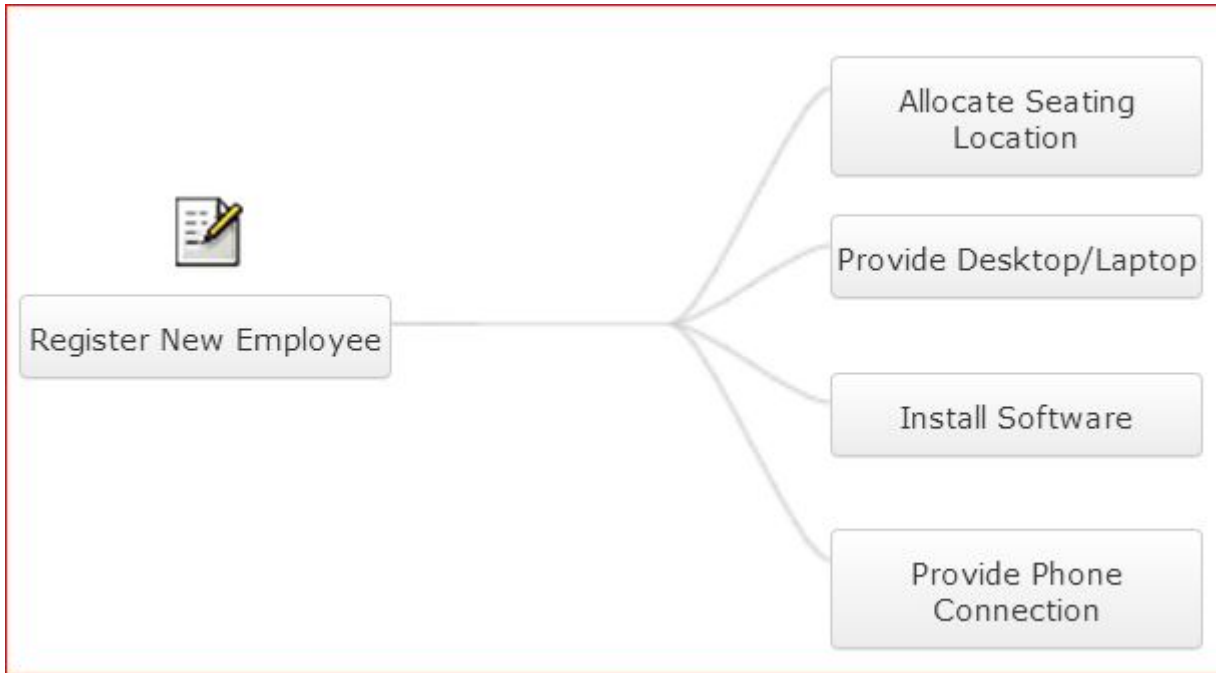 Allocate Seating
Location
Provide Desktop/Laptop
Register New Employee
Install Software
Provide Phone
Connection